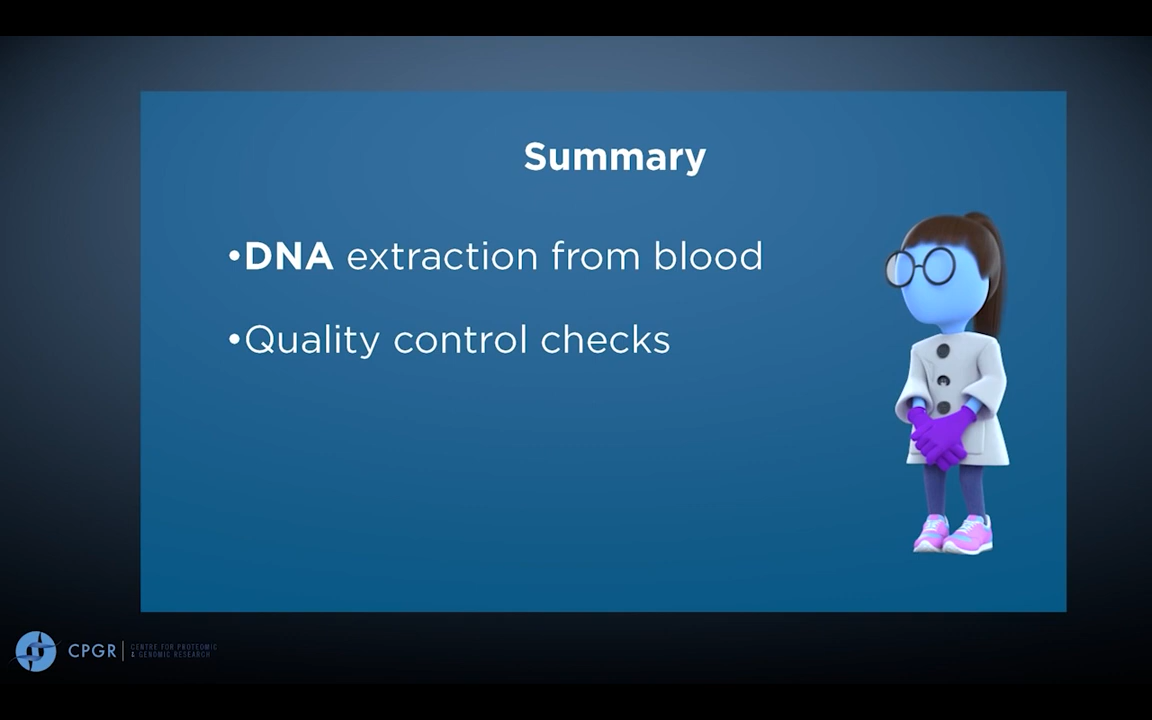 Summary
•DNA extraction from blood
•Quality control checks
CPGR
CENTRE FOR PROTEOMIC
& GENOMIC RESEARCH